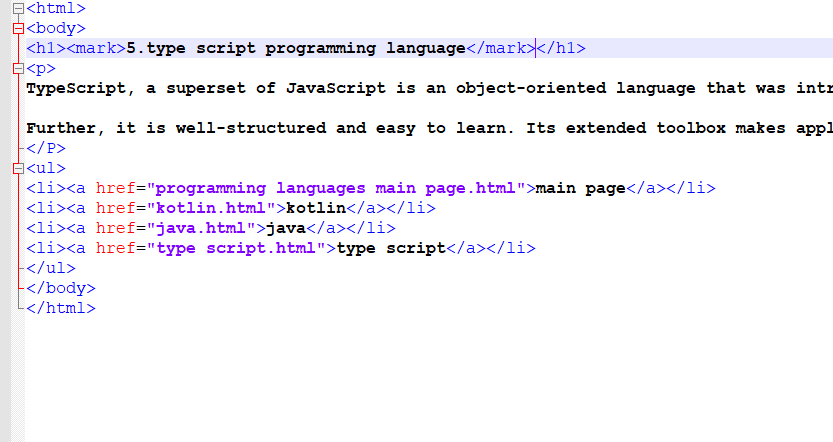 <html>
<body>
<h1><mark>5.type script programming language</mark></h1>
<p>
TypeScript, a superset of JavaScript is an object-oriented language that was
Further, it is well-structured and easy to learn. Its extended toolbox makes
</P>
<ul>
<li><a href="programming languages main page.html">main page</a></li>
<li><a href="kotlin.html">kotlin</a></li>
<li><a href="java.html">java</a></li>
<li><a href="type script.html">type script</a></li>
</ul>
</body>
</html>